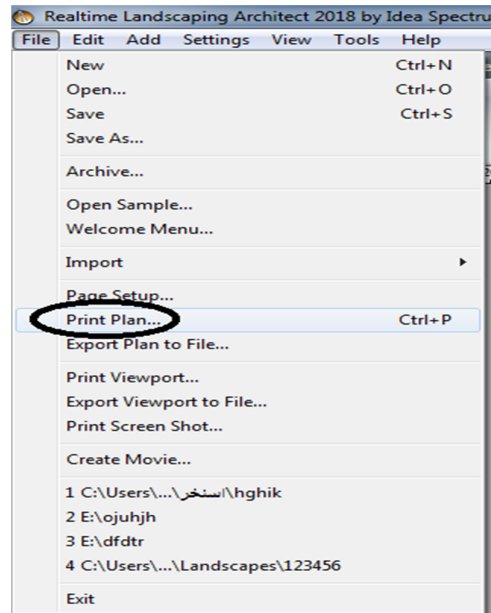 Realtime Landscaping Architect 2018 by Idea Spectru
File Edit Add Settings View Tools Help
New Ctrl+N
Open... Ctrl+O
Save Ctrl+S
Save As...
Archive...
Open Sample...
Welcome Menu...
Import
Page Setup...
Print Plan... Ctrl+P
Export Plan to File...
Print Viewport...
Export Viewport to File...
Print Screen Shot...
Create Movie...
1 C:\Users\...\استخر\hghik
2 E:\ojuhjh
3 E:\dfdtr
4 C:\Users\...\Landscapes\123456
Exit